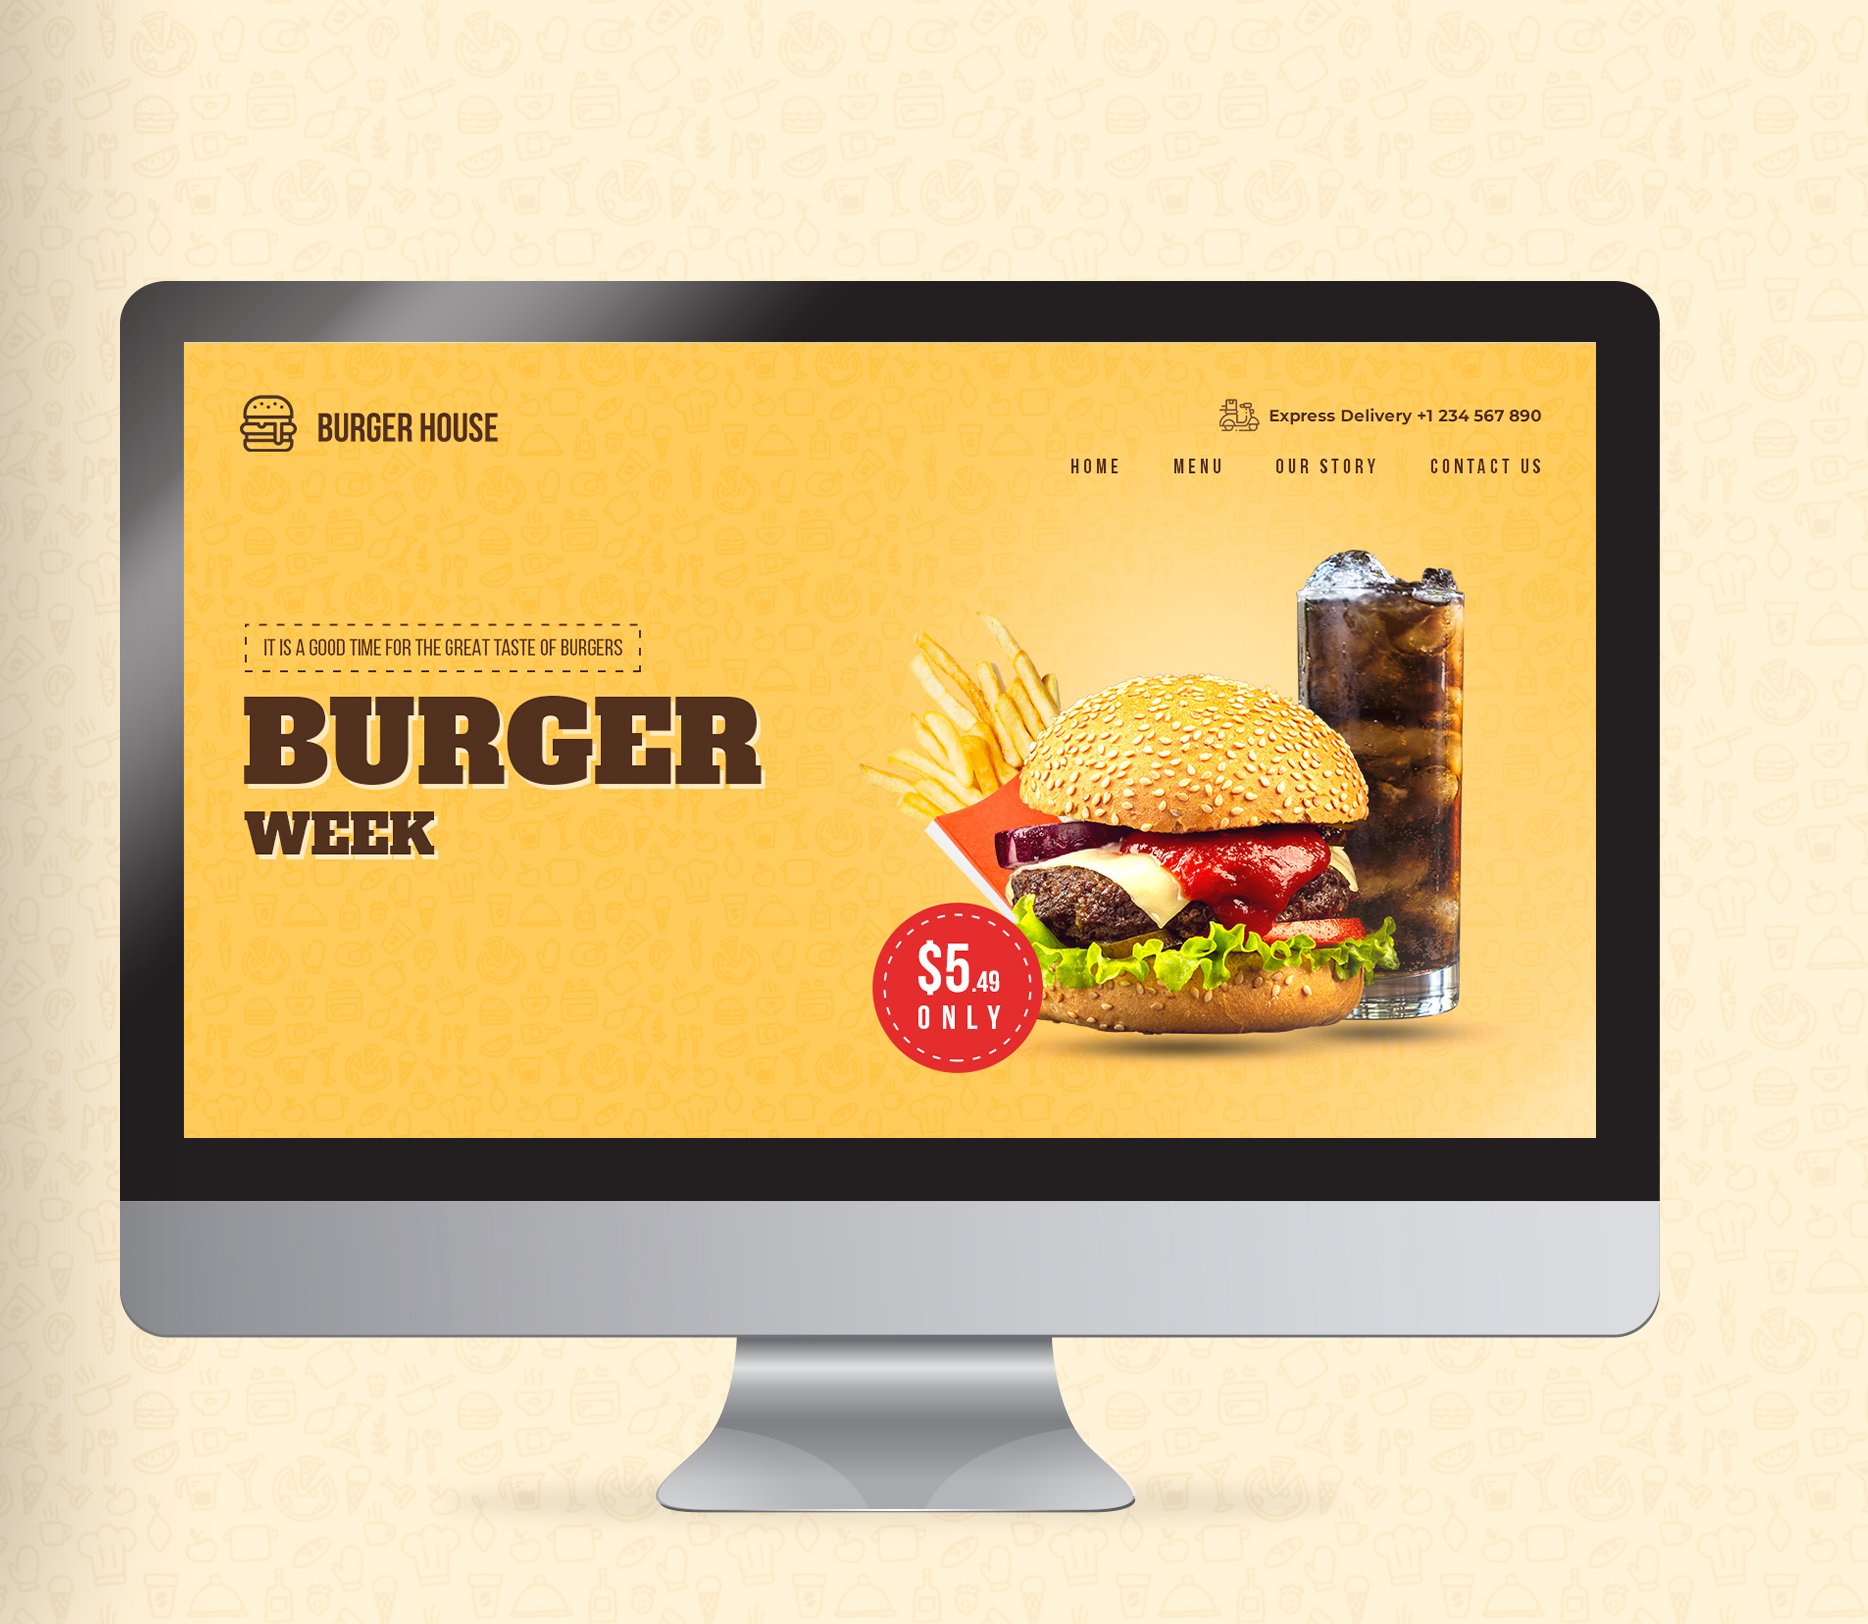 BURGER HOUSE
Express Delivery +1 234 567 890
HOME MENU OUR STORY CONTACT US
IT IS A GOOD TIME FOR THE GREAT TASTE OF BURGERS
BURGER
WEEK
$5.49
ONLY